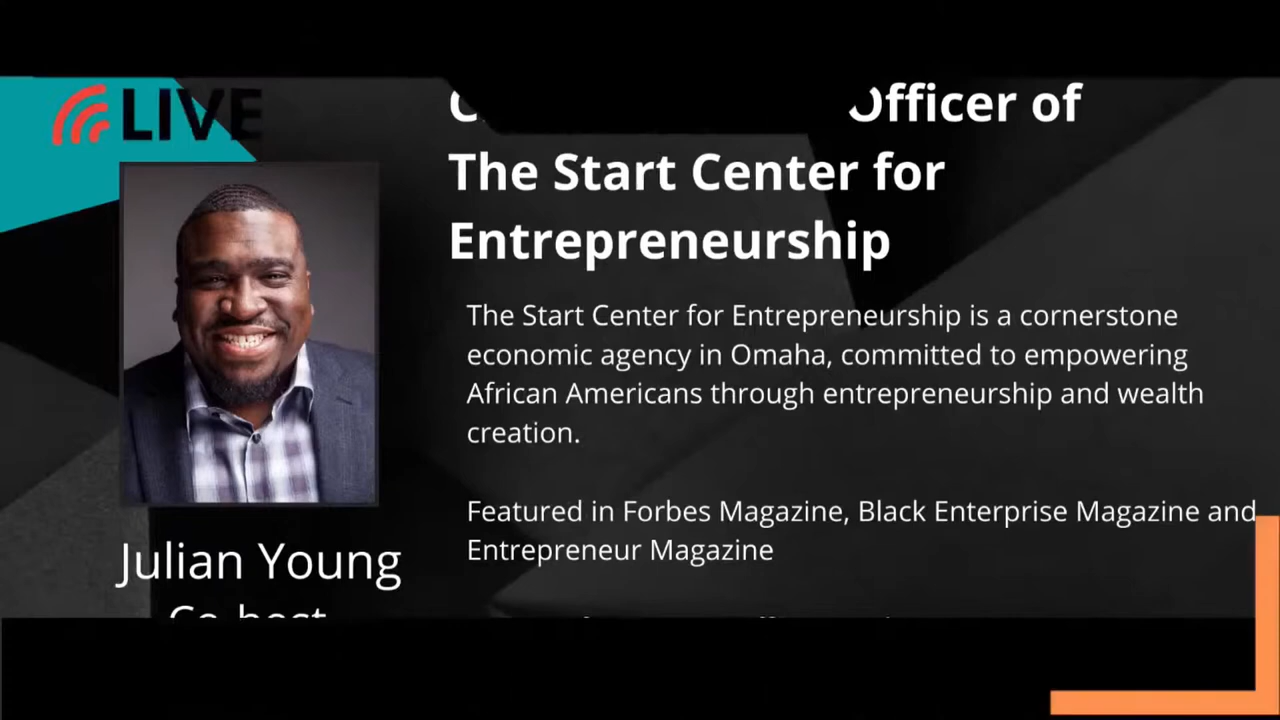 LIVE
Officer of
The Start Center for
Entrepreneurship
The Start Center for Entrepreneurship is a cornerstone
economic agency in Omaha, committed to empowering
African Americans through entrepreneurship and wealth
creation.
Featured in Forbes Magazine, Black Enterprise Magazine and
Entrepreneur Magazine
Julian Young
Co-host